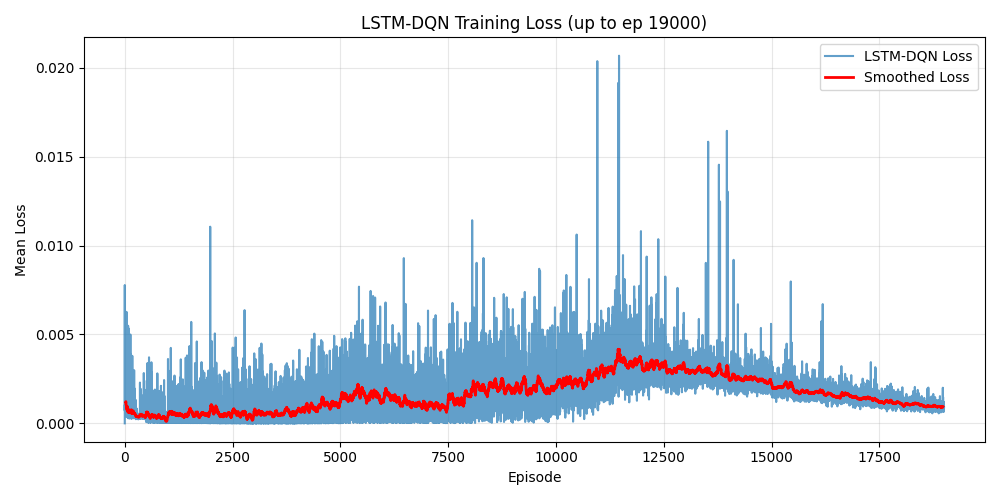 LSTM-DQN Training Loss (up to ep 19000)
LSTM-DQN Loss
Smoothed Loss
Mean Loss
0.020
0.015
0.010
0.005
0.000
0
2500
5000
7500
10000
12500
15000
17500
Episode